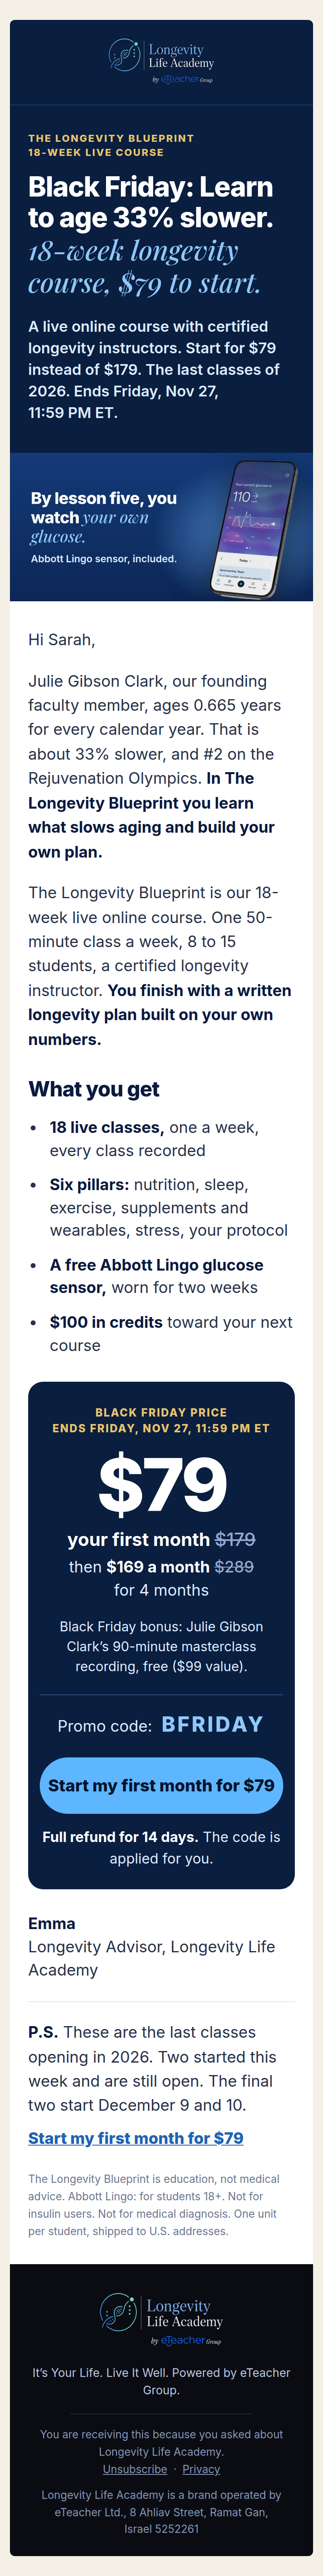 Longevity
Life Academy
by eTeacher Group
THE LONGEVITY BLUEPRINT
18-WEEK LIVE COURSE
Black Friday: Learn
to age 33% slower.
18-week longevity
course, $79 to start.
A live online course with certified
longevity instructors. Start for $79
instead of $179. The last classes of
2026. Ends Friday, Nov 27,
11:59 PM ET.
By lesson five, you
watch your own
glucose.
Abbott Lingo sensor, included.
110
Today
Hi Sarah,
Julie Gibson Clark, our founding
faculty member, ages 0.665 years
for every calendar year. That is
about 33% slower, and #2 on the
Rejuvenation Olympics. In The
Longevity Blueprint you learn
what slows aging and build your
own plan.
The Longevity Blueprint is our 18-
week live online course. One 50-
minute class a week, 8 to 15
students, a certified longevity
instructor. You finish with a written
longevity plan built on your own
numbers.
What you get
• 18 live classes, one a week,
every class recorded
• Six pillars: nutrition, sleep,
exercise, supplements and
wearables, stress, your protocol
• A free Abbott Lingo glucose
sensor, worn for two weeks
• $100 in credits toward your next
course
BLACK FRIDAY PRICE
ENDS FRIDAY, NOV 27, 11:59 PM ET
$79
your first month $179
then $169 a month $289
for 4 months
Black Friday bonus: Julie Gibson
Clark's 90-minute masterclass
recording, free ($99 value).
Promo code: BFRIDAY
Start my first month for $79
Full refund for 14 days. The code is
applied for you.
Emma
Longevity Advisor, Longevity Life
Academy
P.S. These are the last classes
opening in 2026. Two started this
week and are still open. The final
two start December 9 and 10.
Start my first month for $79
The Longevity Blueprint is education, not medical
advice. Abbott Lingo: for students 18+. Not for
insulin users. Not for medical diagnosis. One unit
per student, shipped to U.S. addresses.
Longevity
Life Academy
by eTeacher Group
It's Your Life. Live It Well. Powered by eTeacher
Group.
You are receiving this because you asked about
Longevity Life Academy.
Unsubscribe · Privacy
Longevity Life Academy is a brand operated by
eTeacher Ltd., 8 Ahliav Street, Ramat Gan,
Israel 5252261